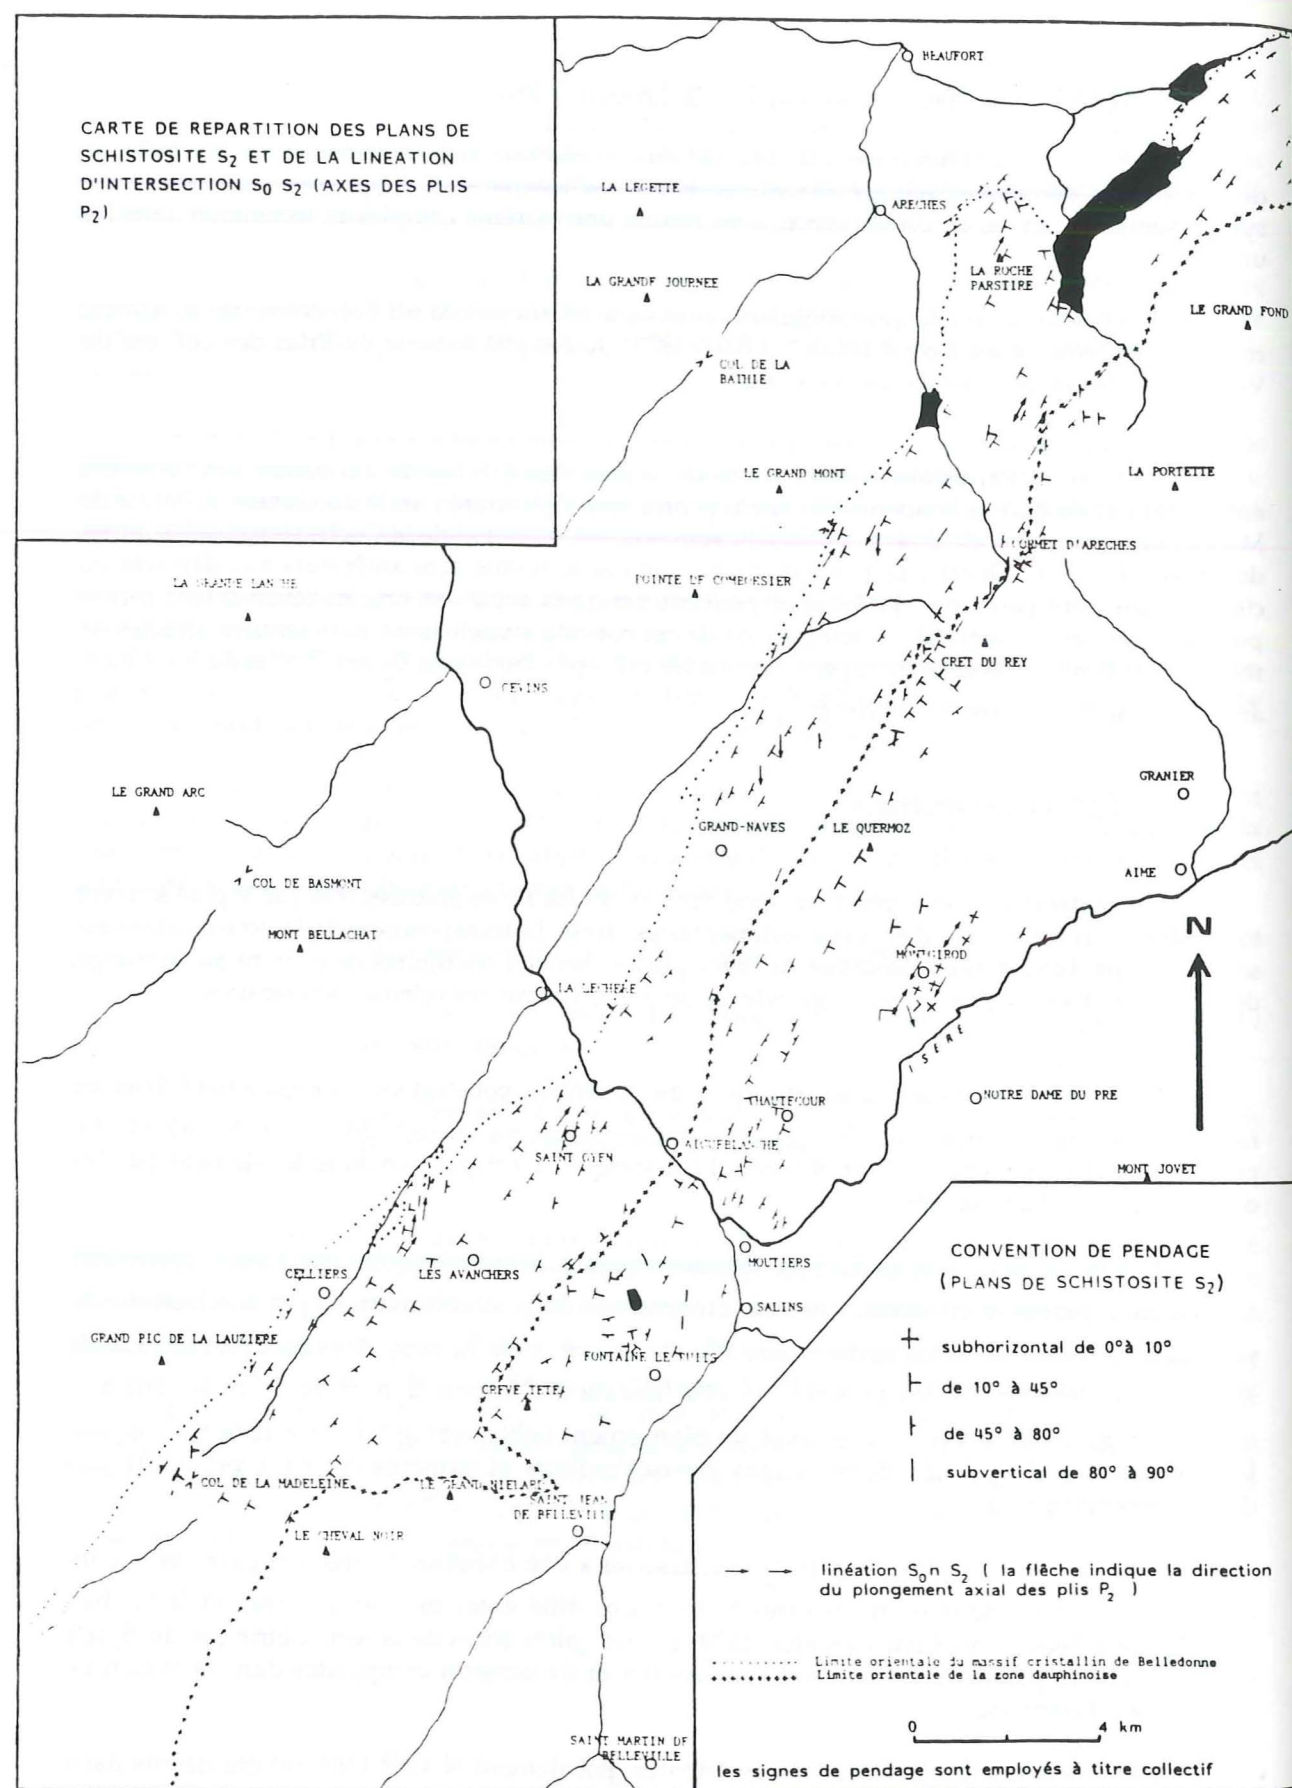 CARTE DE REPARTITION DES PLANS DE
SCHISTOSITE S2 ET DE LA LINEATION
D'INTERSECTION S0 S2 (AXES DES PLIS
P2)
BEAUFORT
LA LEGETTE
ARECHES
LA GRANDE JOURNEE
LA ROCHE
PARSTIRE
LE GRAND FOND
COL DE LA
BATHIE
LE GRAND MONT
LA PORTETTE
CORMET D'ARECHES
LA GRANDE LANCHE
POINTE DE COMBORSIER
CRET DU REY
CEVINS
GRANIER
LE GRAND ARC
GRAND-NAVES
LE QUERMOZ
AIME
COL DE BASMONT
MONT BELLACHAT
MONTGIROD
N
LA LECHERE
ISERE
HAUTECOUR
NOTRE DAME DU PRE
AIGUEBLANCHE
SAINT OYEN
MONT JOVET
MOUTIERS
CELLIERS
LES AVANCHERS
SALINS
GRAND PIC DE LA LAUZIERE
FONTAINE LE PUITS
CREVE TETE
COL DE LA MADELEINE
LE GRAND NIELARD
SAINT JEAN
DE BELLEVILLE
LE CHEVAL NOIR
SAINT MARTIN DE
BELLEVILLE
CONVENTION DE PENDAGE
(PLANS DE SCHISTOSITE S2)
subhorizontal de 0° à 10°
de 10° à 45°
de 45° à 80°
subvertical de 80° à 90°
linéation S0n S2 ( la flêche indique la direction
du plongement axial des plis P2 )
Limite orientale du massif cristallin de Belledonne
Limite orientale de la zone dauphinoise
0 4 km
les signes de pendage sont employés à titre collectif